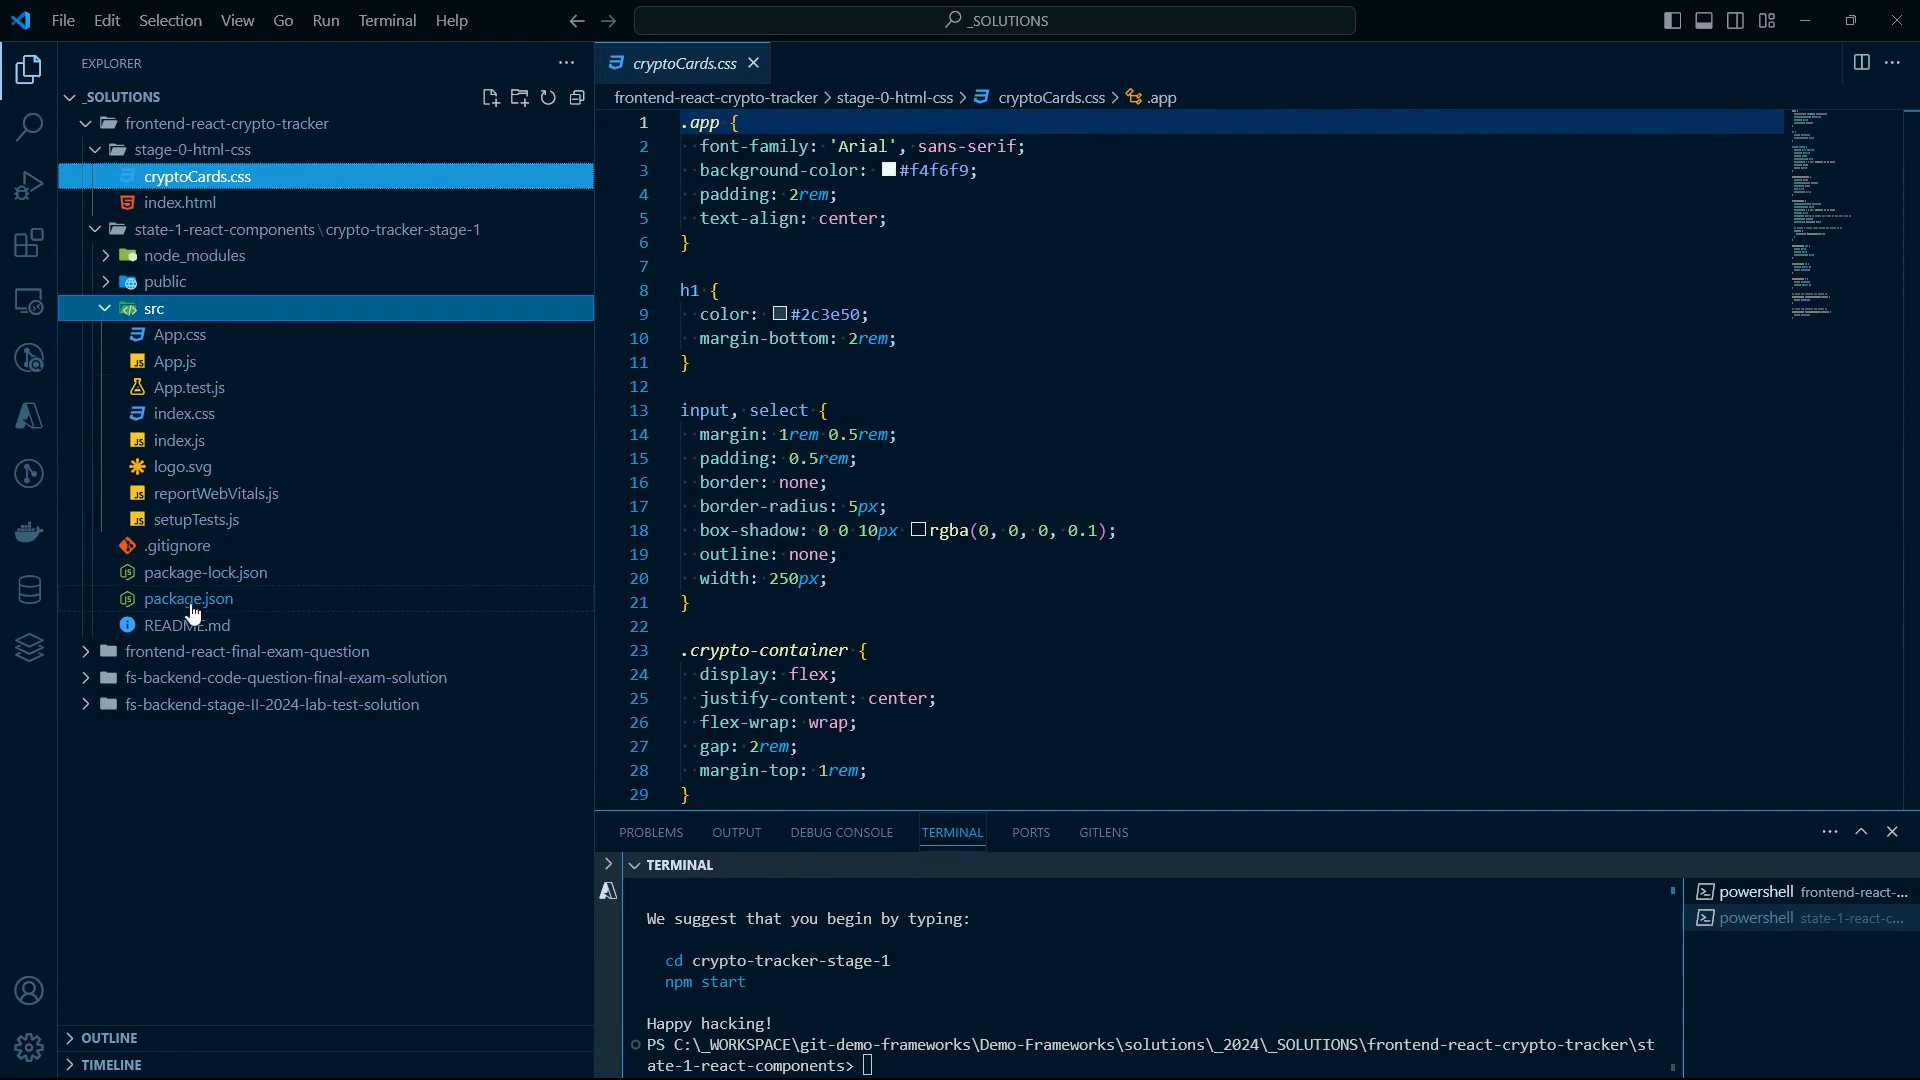 File Edit Selection View Go Run Terminal Help
_SOLUTIONS
EXPLORER
_SOLUTIONS
frontend-react-crypto-tracker
stage-0-html-css
cryptoCards.css
index.html
state-1-react-components\crypto-tracker-stage-1
node_modules
public
src
App.css
App.js
App.test.js
index.css
index.js
logo.svg
reportWebVitals.js
setupTests.js
.gitignore
package-lock.json
package.json
README.md
frontend-react-final-exam-question
fs-backend-code-question-final-exam-solution
fs-backend-stage-II-2024-lab-test-solution
OUTLINE
TIMELINE
cryptoCards.css
frontend-react-crypto-tracker > stage-0-html-css > cryptoCards.css > .app
1 .app {
2 font-family: 'Arial', sans-serif;
3 background-color: #f4f6f9;
4 padding: 2rem;
5 text-align: center;
6 }
7
8 h1 {
9 color: #2c3e50;
10 margin-bottom: 2rem;
11 }
12
13 input, select {
14 margin: 1rem 0.5rem;
15 padding: 0.5rem;
16 border: none;
17 border-radius: 5px;
18 box-shadow: 0 0 10px rgba(0, 0, 0, 0.1);
19 outline: none;
20 width: 250px;
21 }
22
23 .crypto-container {
24 display: flex;
25 justify-content: center;
26 flex-wrap: wrap;
27 gap: 2rem;
28 margin-top: 1rem;
29 }
PROBLEMS OUTPUT DEBUG CONSOLE TERMINAL PORTS GITLENS
TERMINAL
We suggest that you begin by typing:
cd crypto-tracker-stage-1
npm start
Happy hacking!
PS C:\_WORKSPACE\git-demo-frameworks\Demo-Frameworks\solutions\_2024\_SOLUTIONS\frontend-react-crypto-tracker\st
ate-1-react-components>
powershell frontend-react-...
powershell state-1-react-c...